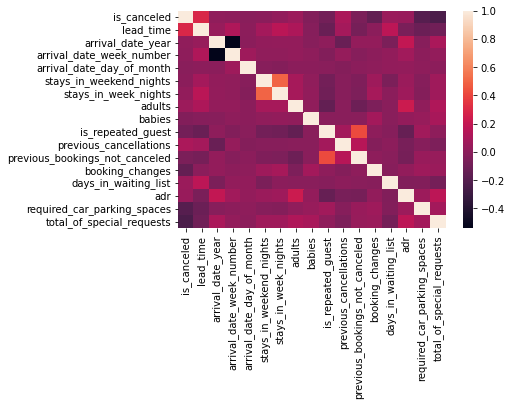 is_canceled
lead_time
arrival_date_year
arrival_date_week_number
arrival_date_day_of_month
stays_in_weekend_nights
stays_in_week_nights
adults
babies
is_repeated_guest
previous_cancellations
previous_bookings_not_canceled
booking_changes
days_in_waiting_list
adr
required_car_parking_spaces
total_of_special_requests
is_canceled
lead_time
arrival_date_year
arrival_date_week_number
arrival_date_day_of_month
stays_in_weekend_nights
stays_in_week_nights
adults
babies
is_repeated_guest
previous_cancellations
previous_bookings_not_canceled
booking_changes
days_in_waiting_list
adr
required_car_parking_spaces
total_of_special_requests
1.0
0.8
0.6
0.4
0.2
0.0
−0.2
−0.4